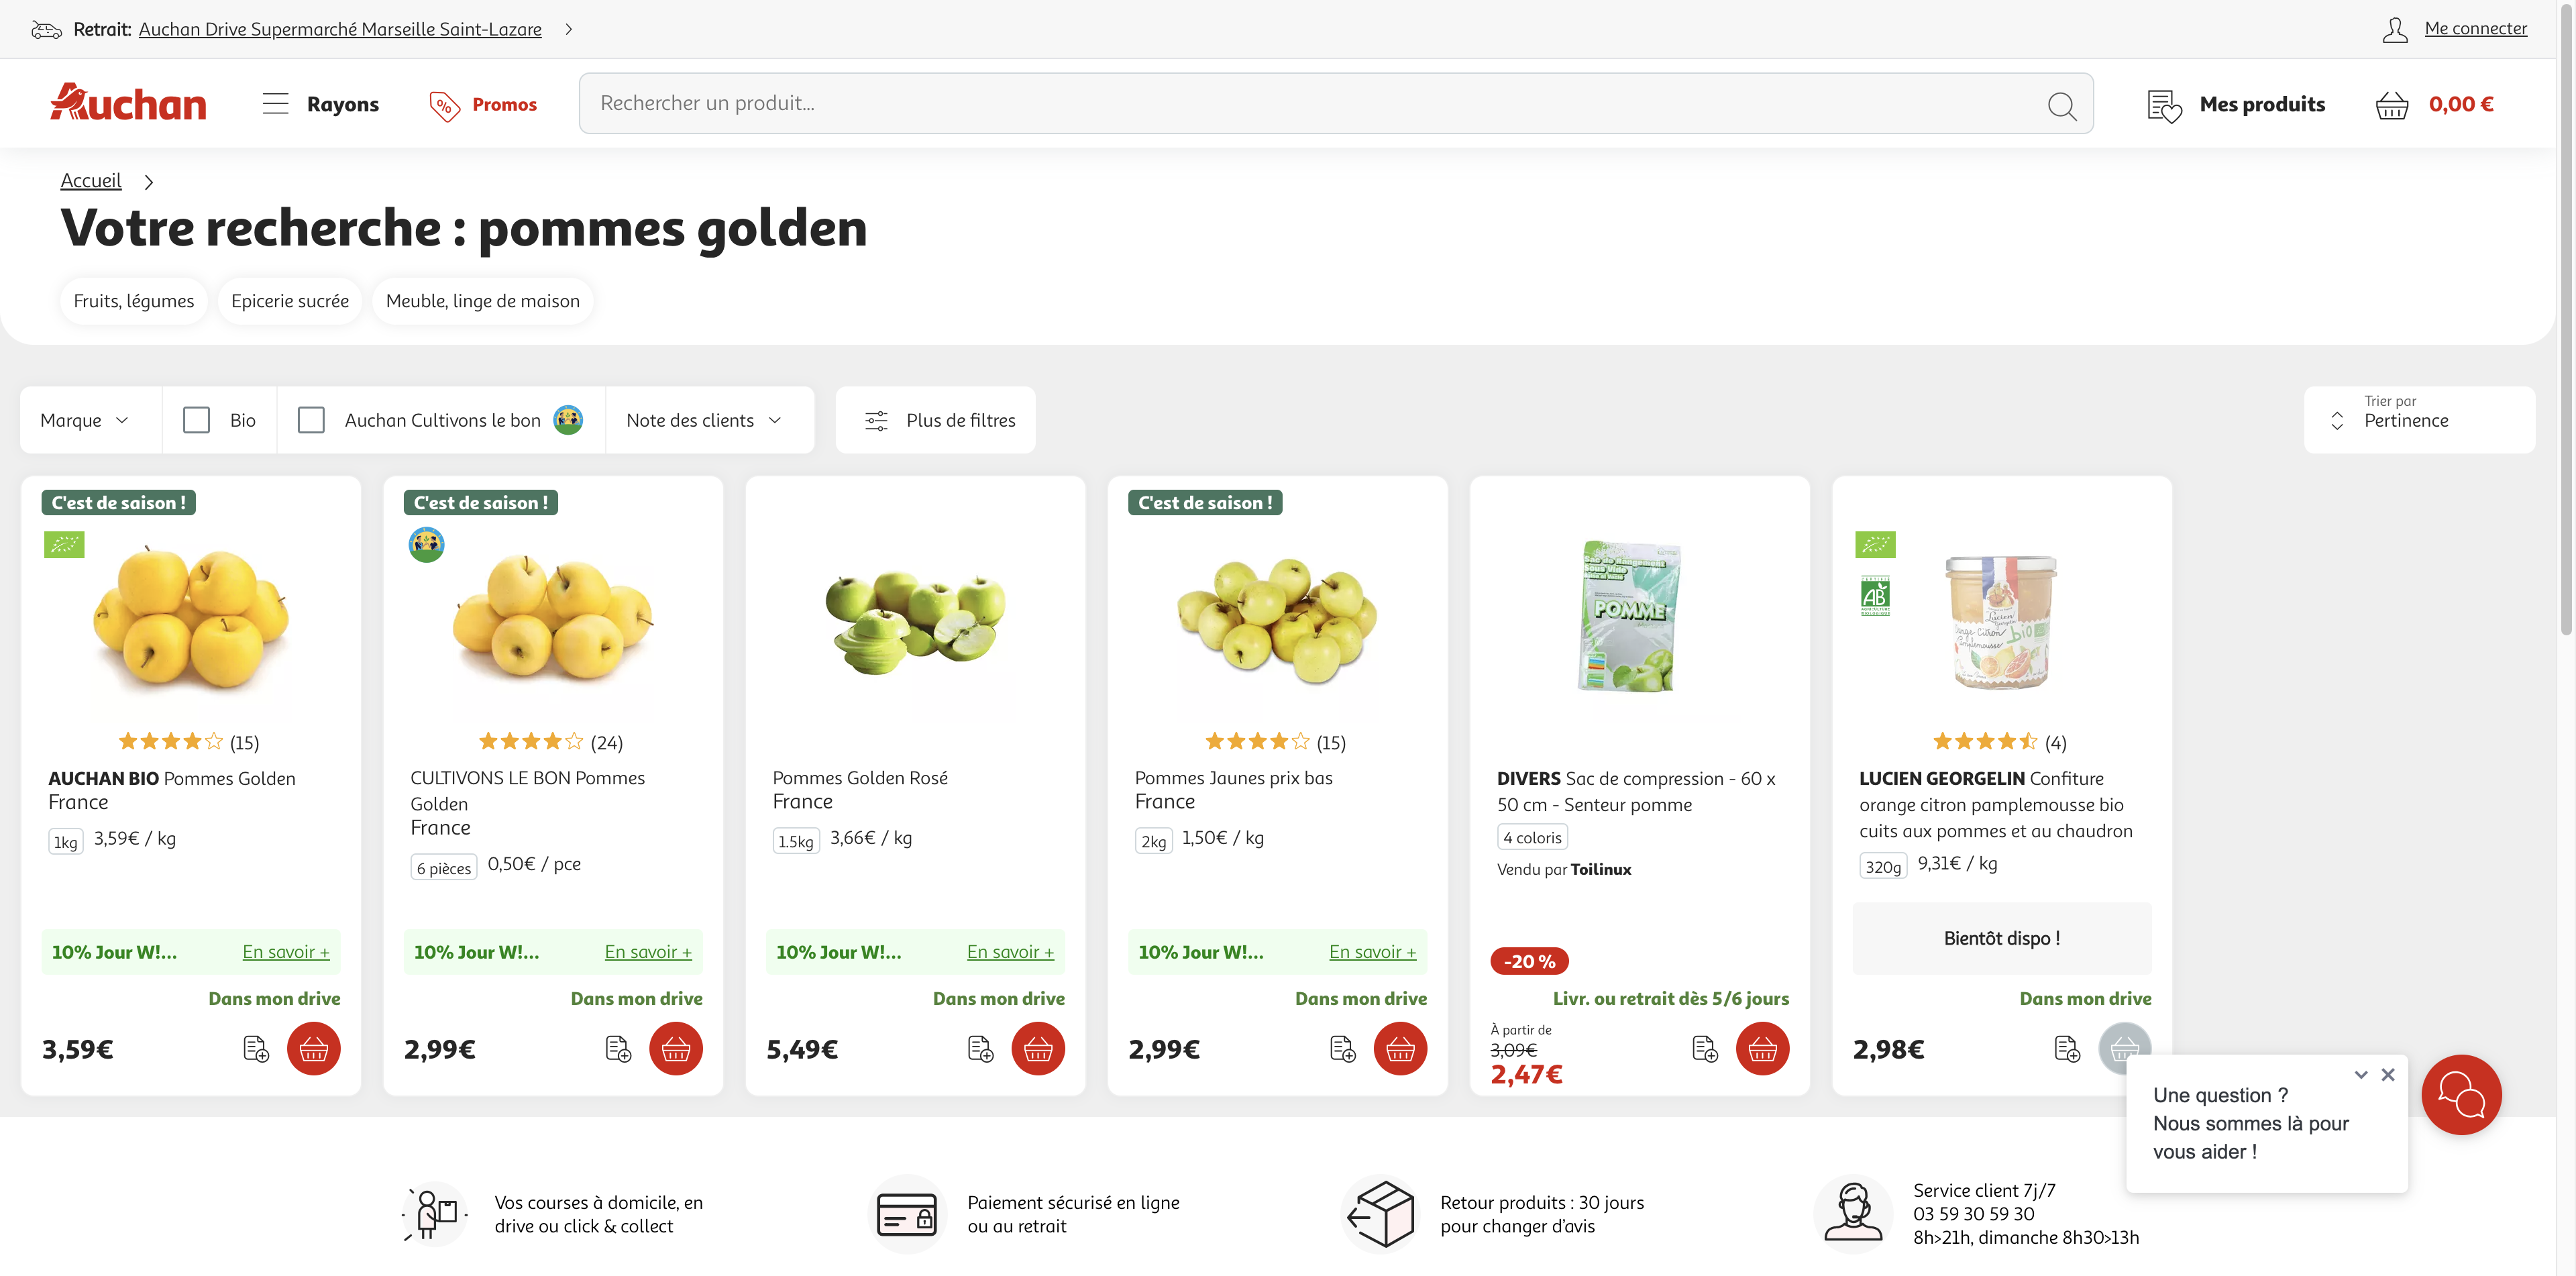 Retrait: Auchan Drive Supermarché Marseille Saint-Lazare
Me connecter
Auchan
Rayons
Promos
Rechercher un produit...
Mes produits
0,00 €
Accueil
Votre recherche : pommes golden
Fruits, légumes
Epicerie sucrée
Meuble, linge de maison
Marque
Bio
Auchan Cultivons le bon
Note des clients
Plus de filtres
Trier par
Pertinence
C'est de saison !
(15)
AUCHAN BIO Pommes Golden
France
1kg 3,59€ / kg
10% Jour W!... En savoir +
Dans mon drive
3,59€
C'est de saison !
(24)
CULTIVONS LE BON Pommes
Golden
France
6 pièces 0,50€ / pce
10% Jour W!... En savoir +
Dans mon drive
2,99€
Pommes Golden Rosé
France
1.5kg 3,66€ / kg
10% Jour W!... En savoir +
Dans mon drive
5,49€
C'est de saison !
(15)
Pommes Jaunes prix bas
France
2kg 1,50€ / kg
10% Jour W!... En savoir +
Dans mon drive
2,99€
POMME
DIVERS Sac de compression - 60 x
50 cm - Senteur pomme
4 coloris
Vendu par Toilinux
-20 %
Livr. ou retrait dès 5/6 jours
À partir de
3,09€
2,47€
AB
Lucien
Georgelin
Orange Citron
Pamplemousse
bio
(4)
LUCIEN GEORGELIN Confiture
orange citron pamplemousse bio
cuits aux pommes et au chaudron
320g 9,31€ / kg
Bientôt dispo !
Dans mon drive
2,98€
Une question ?
Nous sommes là pour
vous aider !
Vos courses à domicile, en
drive ou click & collect
Paiement sécurisé en ligne
ou au retrait
Retour produits : 30 jours
pour changer d'avis
Service client 7j/7
03 59 30 59 30
8h>21h, dimanche 8h30>13h